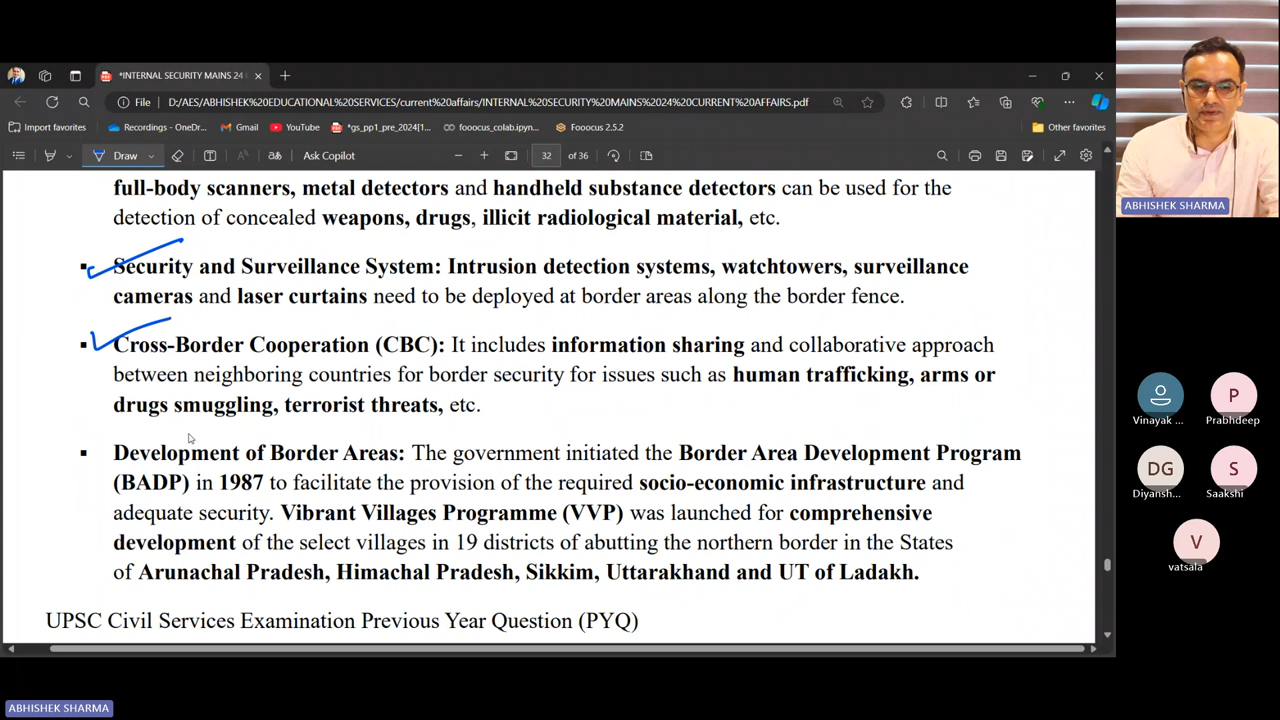 *INTERNAL SECURITY MAINS 24
File
D:/AES/ABHISHEK%20EDUCATIONAL%20SERVICES/current%20affairs/INTERNAL%20SECURITY%20MAINS%202024%20CURRENT%20AFFAIRS.pdf
Import favorites
Recordings - OneDr...
Gmail
YouTube
*gs_pp1_pre_2024[1...
foooocus_colab.ipyn...
Fooocus 2.5.2
Other favorites
Draw
Ask Copilot
32 of 36
full-body scanners, metal detectors and handheld substance detectors can be used for the
detection of concealed weapons, drugs, illicit radiological material, etc.
▪ Security and Surveillance System: Intrusion detection systems, watchtowers, surveillance
cameras and laser curtains need to be deployed at border areas along the border fence.
▪ Cross-Border Cooperation (CBC): It includes information sharing and collaborative approach
between neighboring countries for border security for issues such as human trafficking, arms or
drugs smuggling, terrorist threats, etc.
▪ Development of Border Areas: The government initiated the Border Area Development Program
(BADP) in 1987 to facilitate the provision of the required socio-economic infrastructure and
adequate security. Vibrant Villages Programme (VVP) was launched for comprehensive
development of the select villages in 19 districts of abutting the northern border in the States
of Arunachal Pradesh, Himachal Pradesh, Sikkim, Uttarakhand and UT of Ladakh.
UPSC Civil Services Examination Previous Year Question (PYQ)
ABHISHEK SHARMA
P
Vinayak ...
Prabhdeep
DG
S
Diyansh...
Saakshi
V
vatsala
ABHISHEK SHARMA